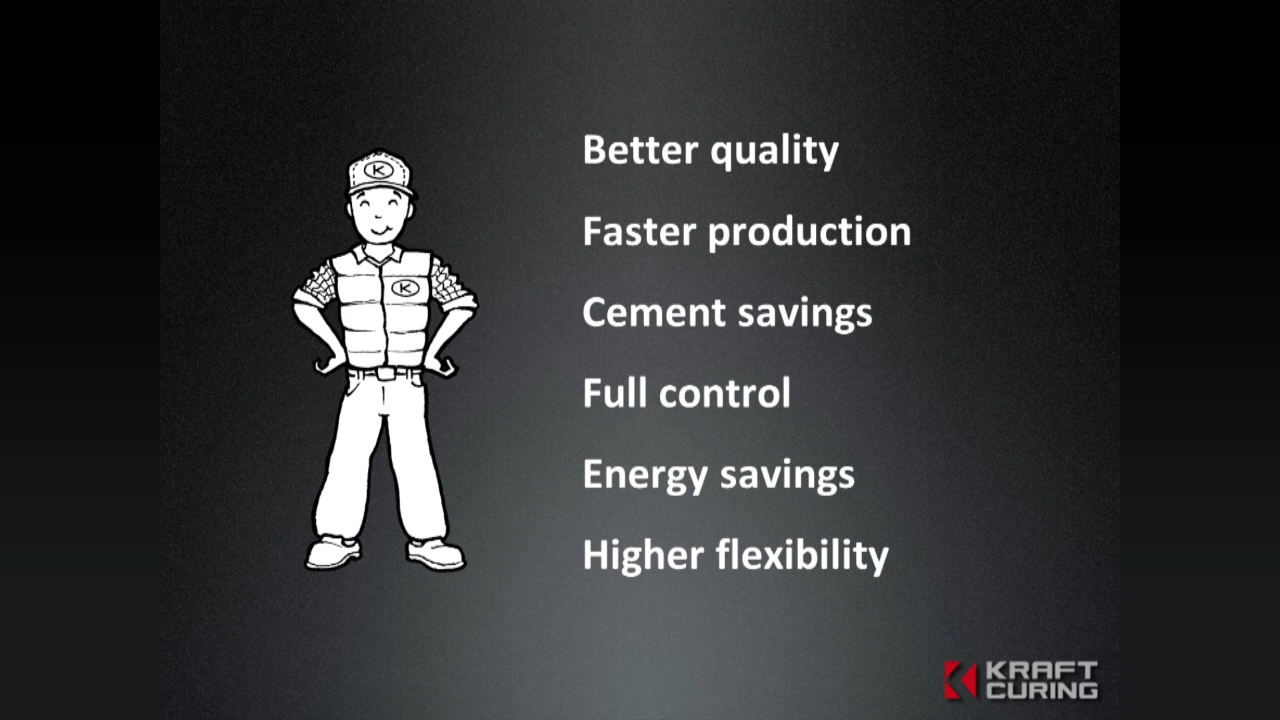 K
K
Better quality
Faster production
Cement savings
Full control
Energy savings
Higher flexibility
KRAFT
CURING